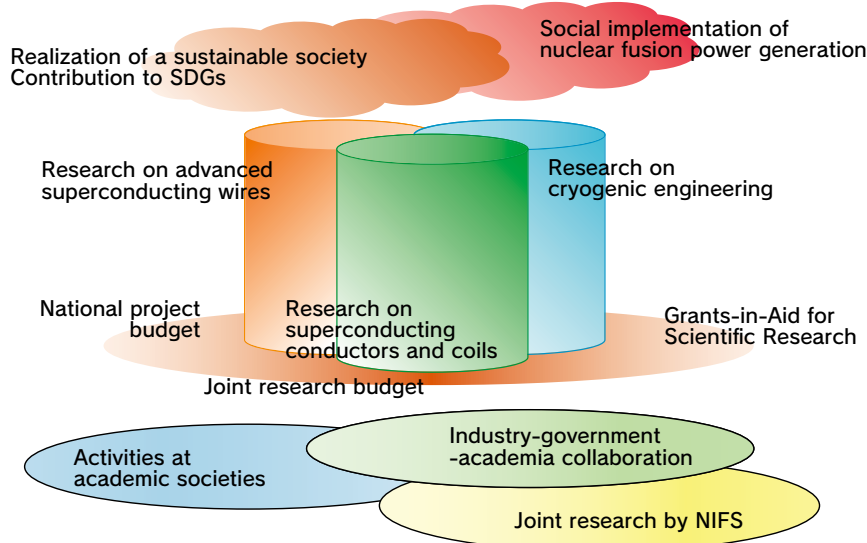 Realization of a sustainable society
Contribution to SDGs
Social implementation of
nuclear fusion power generation
Research on advanced
superconducting wires
Research on
cryogenic engineering
National project
budget
Research on
superconducting
conductors and coils
Grants-in-Aid for
Scientific Research
Joint research budget
Activities at
academic societies
Industry-government
-academia collaboration
Joint research by NIFS